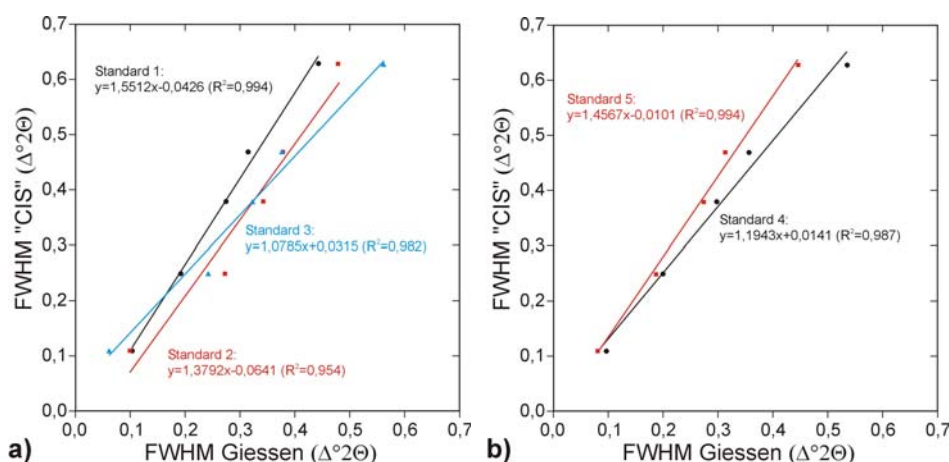 0,7
0,6
0,5
0,4
0,3
0,2
0,1
0,0
FWHM "CIS" (Δ°2Θ)
Standard 1:
y=1,5512x-0,0426 (R²=0,994)
Standard 3:
y=1,0785x+0,0315 (R²=0,982)
Standard 2:
y=1,3792x-0,0641 (R²=0,954)
0,0 0,1 0,2 0,3 0,4 0,5 0,6 0,7
a) FWHM Giessen (Δ°2Θ)
0,7
0,6
0,5
0,4
0,3
0,2
0,1
0,0
FWHM "CIS" (Δ°2Θ)
Standard 5:
y=1,4567x-0,0101 (R²=0,994)
Standard 4:
y=1,1943x+0,0141 (R²=0,987)
0,0 0,1 0,2 0,3 0,4 0,5 0,6 0,7
b) FWHM Giessen (Δ°2Θ)